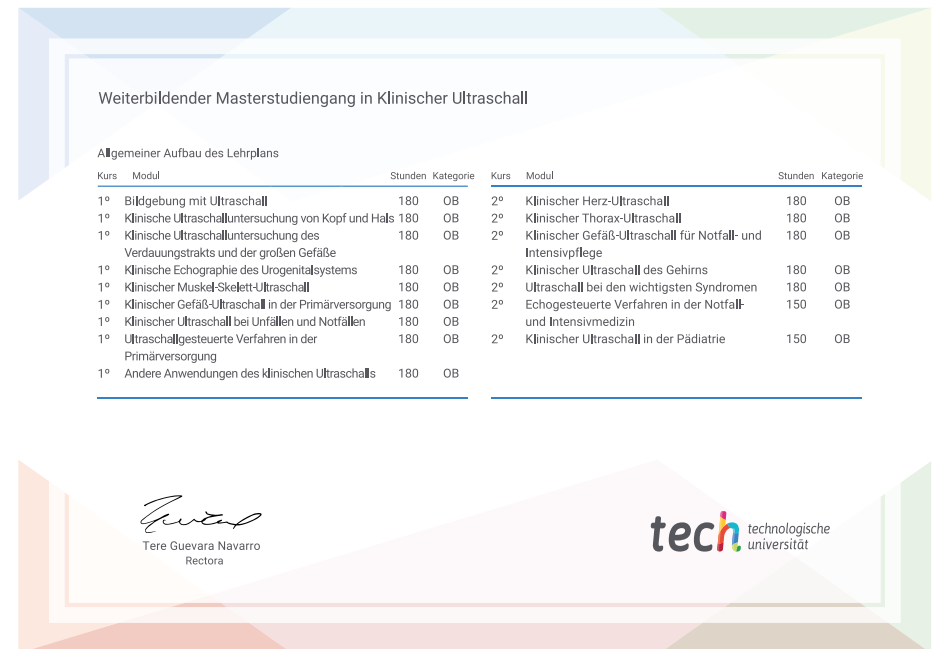 Weiterbildender Masterstudiengang in Klinischer Ultraschall
Allgemeiner Aufbau des Lehrplans
Kurs Modul Stunden Kategorie
1º Bildgebung mit Ultraschall 180 OB
1º Klinische Ultraschalluntersuchung von Kopf und Hals 180 OB
1º Klinische Ultraschalluntersuchung des 180 OB
Verdauungstrakts und der großen Gefäße
1º Klinische Echographie des Urogenitalsystems 180 OB
1º Klinischer Muskel-Skelett-Ultraschall 180 OB
1º Klinischer Gefäß-Ultraschall in der Primärversorgung 180 OB
1º Klinischer Ultraschall bei Unfällen und Notfällen 180 OB
1º Ultraschallgesteuerte Verfahren in der 180 OB
Primärversorgung
1º Andere Anwendungen des klinischen Ultraschalls 180 OB
Kurs Modul Stunden Kategorie
2º Klinischer Herz-Ultraschall 180 OB
2º Klinischer Thorax-Ultraschall 180 OB
2º Klinischer Gefäß-Ultraschall für Notfall- und 180 OB
Intensivpflege
2º Klinischer Ultraschall des Gehirns 180 OB
2º Ultraschall bei den wichtigsten Syndromen 180 OB
2º Echogesteuerte Verfahren in der Notfall- 150 OB
und Intensivmedizin
2º Klinischer Ultraschall in der Pädiatrie 150 OB
Tere Guevara Navarro
Rectora
tech technologische
universität